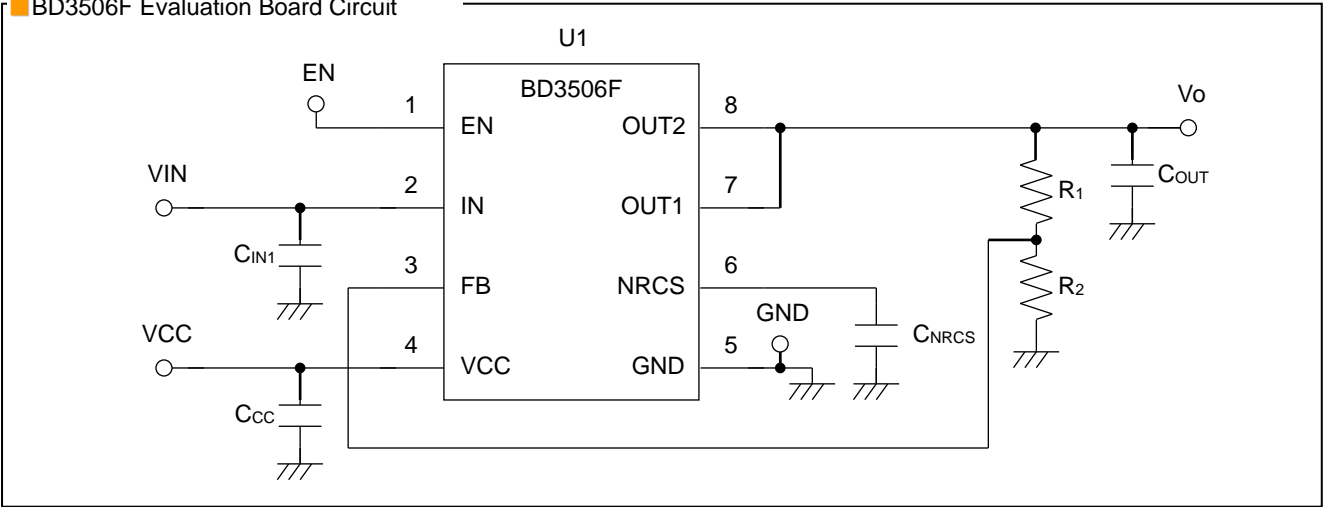 ■BD3506F Evaluation Board Circuit
U1
BD3506F
EN
1
EN
VIN
2
IN
CIN1
3
FB
VCC
4
VCC
CCC
OUT2
8
OUT1
7
NRCS
6
GND
5
GND
CNRCS
Vo
R1
R2
COUT